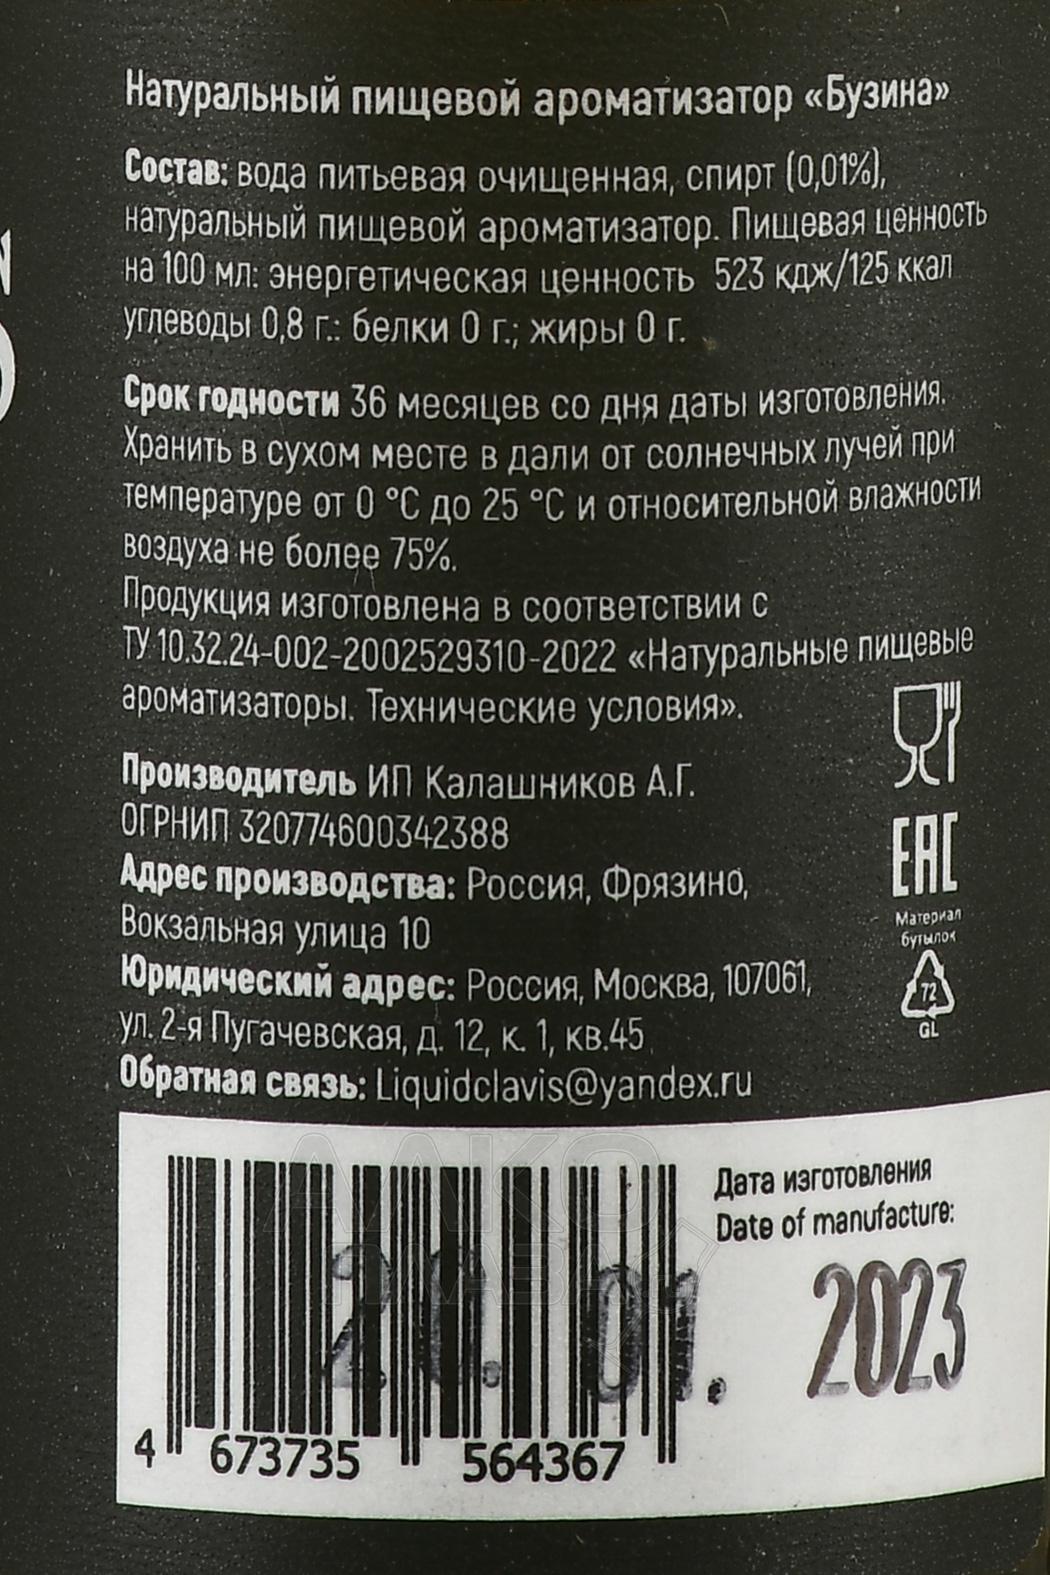 Натуральный пищевой ароматизатор «Бузина»
Состав: вода питьевая очищенная, спирт (0,01%),
натуральный пищевой ароматизатор. Пищевая ценность
на 100 мл: энергетическая ценность 523 кдж/125 ккал
углеводы 0,8 г.: белки 0 г.; жиры 0 г.
Срок годности 36 месяцев со дня даты изготовления.
Хранить в сухом месте в дали от солнечных лучей при
температуре от 0 °С до 25 °С и относительной влажности
воздуха не более 75%.
Продукция изготовлена в соответствии с
ТУ 10.32.24-002-2002529310-2022 «Натуральные пищевые
ароматизаторы. Технические условия».
Производитель ИП Калашников А.Г.
ОГРНИП 320774600342388
Адрес производства: Россия, Фрязино,
Вокзальная улица 10
Юридический адрес: Россия, Москва, 107061,
ул. 2-я Пугачевская, д. 12, к. 1, кв.45
Обратная связь: Liquidclavis@yandex.ru
ЕАС
Материал
бутылок
72
GL
Дата изготовления
Date of manufacture:
20.01. 2023
4 673735 564367